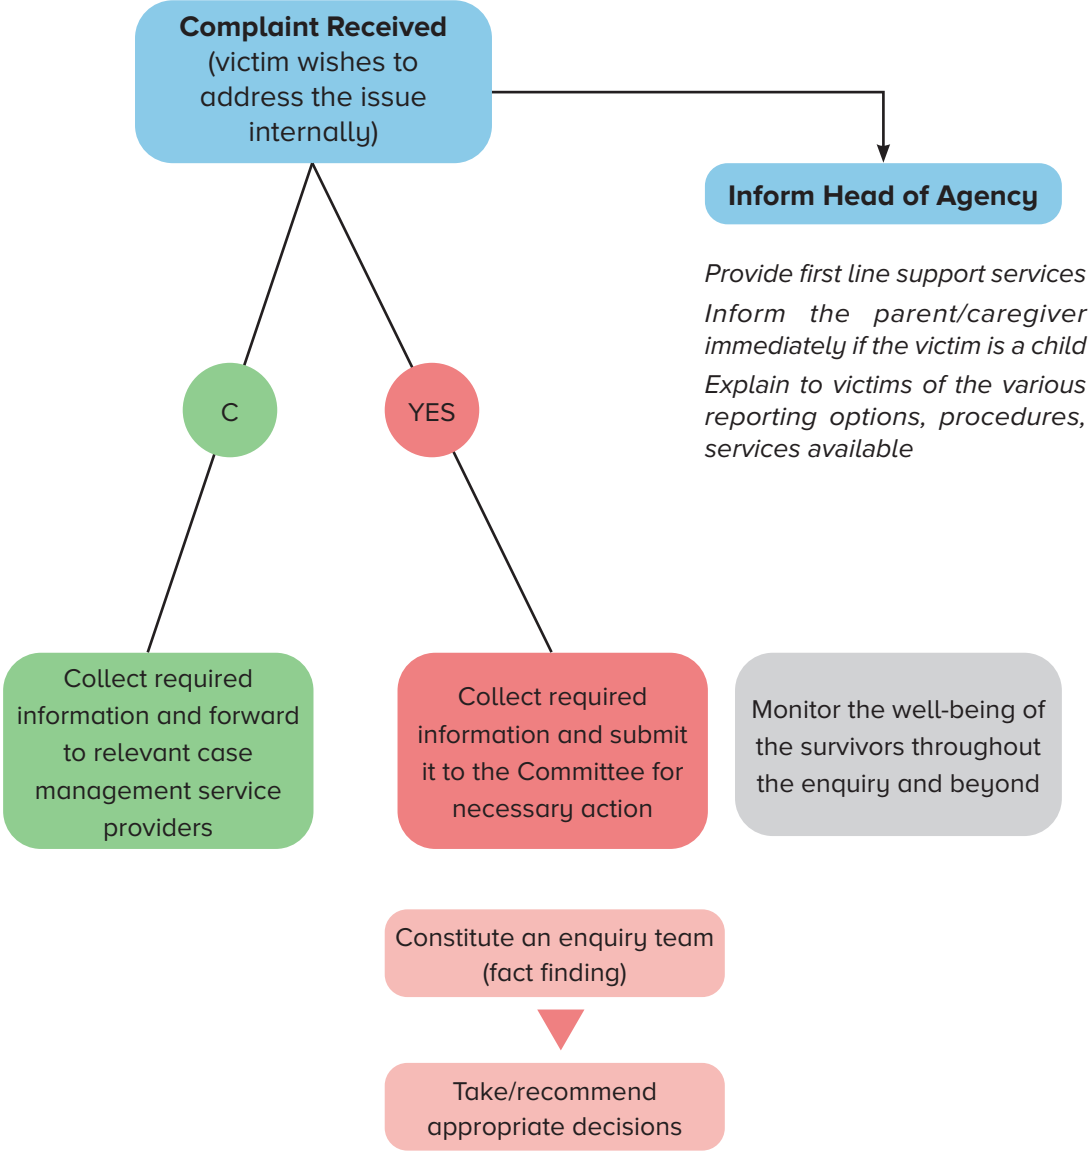 Complaint Received
(victim wishes to
address the issue
internally)
Inform Head of Agency
Provide first line support services
Inform the parent/caregiver
immediately if the victim is a child
Explain to victims of the various
reporting options, procedures,
services available
C
YES
Collect required
information and forward
to relevant case
management service
providers
Collect required
information and submit
it to the Committee for
necessary action
Monitor the well-being of
the survivors throughout
the enquiry and beyond
Constitute an enquiry team
(fact finding)
Take/recommend
appropriate decisions